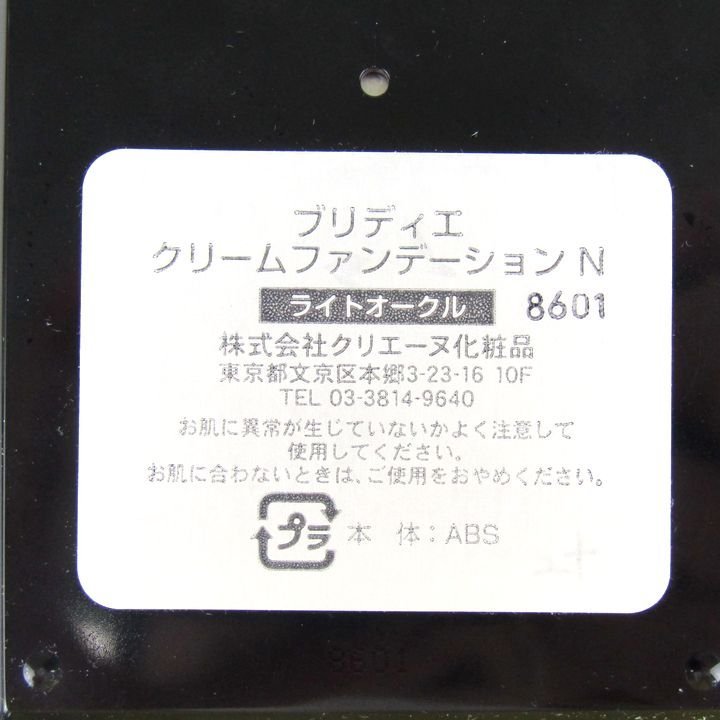 ブリディエ
クリームファンデーション N
ライトオークル 8601
株式会社クリエーヌ化粧品
東京都文京区本郷3-23-16 10F
TEL 03-3814-9640
お肌に異常が生じていないかよく注意して
使用してください。
お肌に合わないときは、ご使用をおやめください。
プラ 本 体：ABS
8601